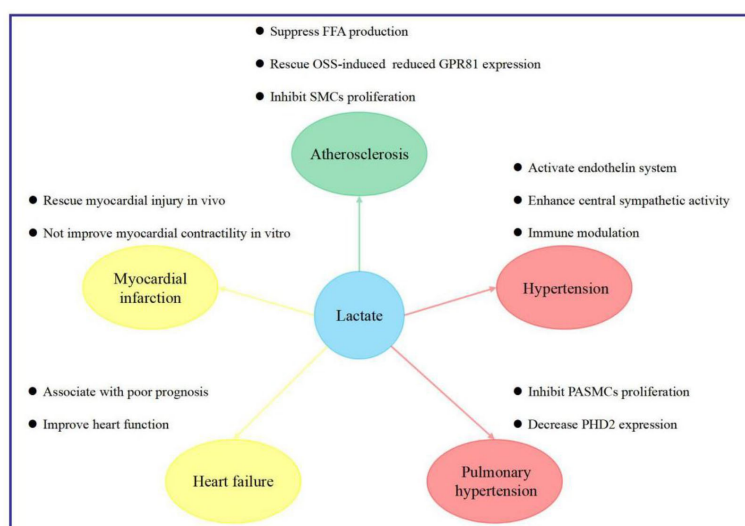 Suppress FFA production
Rescue OSS-induced reduced GPR81 expression
Inhibit SMCs proliferation
Atherosclerosis
Activate endothelin system
Enhance central sympathetic activity
Immune modulation
Hypertension
Rescue myocardial injury in vivo
Not improve myocardial contractility in vitro
Myocardial
infarction
Lactate
Associate with poor prognosis
Improve heart function
Heart failure
Inhibit PASMCs proliferation
Decrease PHD2 expression
Pulmonary
hypertension